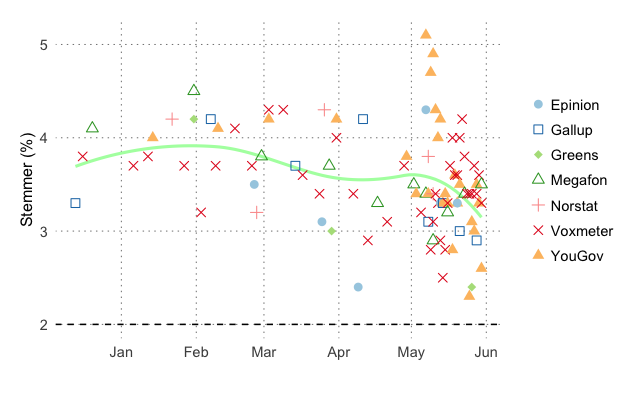 Stemmer (%)
5
4
3
2
Jan Feb Mar Apr May Jun
Epinion
Gallup
Greens
Megafon
Norstat
Voxmeter
YouGov